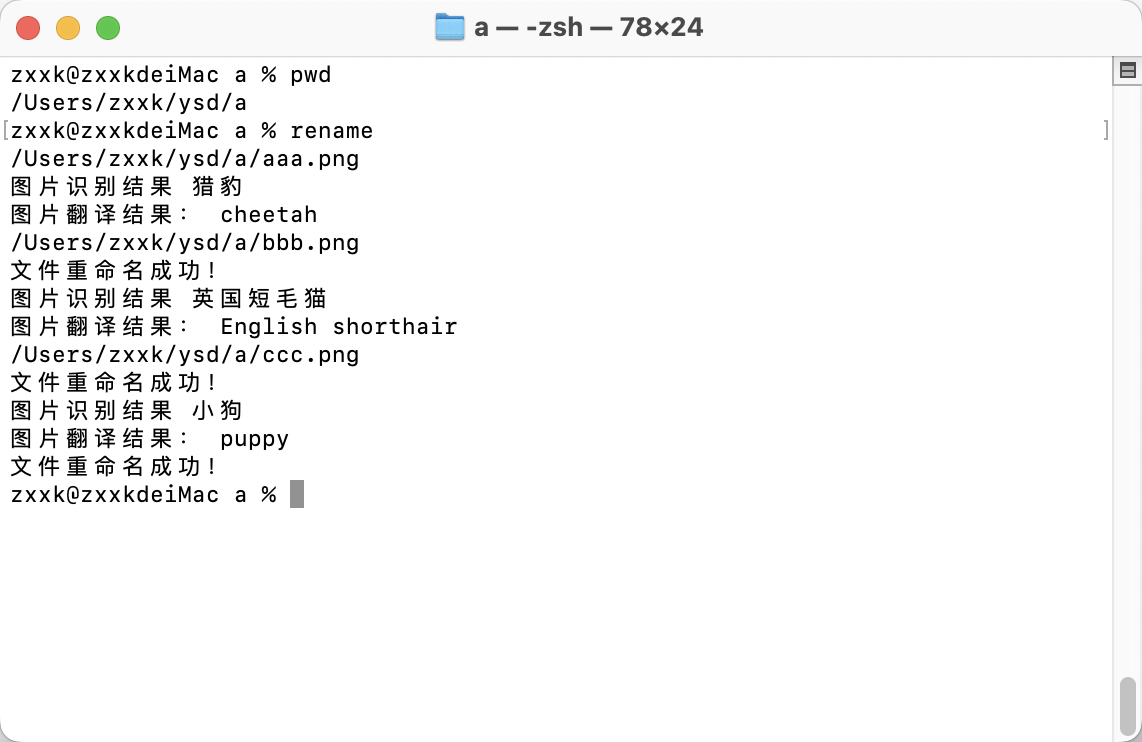 a — -zsh — 78×24
zxxk@zxxkdeiMac a % pwd
/Users/zxxk/ysd/a
[zxxk@zxxkdeiMac a % rename ]
/Users/zxxk/ysd/a/aaa.png
图片识别结果 猎豹
图片翻译结果： cheetah
/Users/zxxk/ysd/a/bbb.png
文件重命名成功！
图片识别结果 英国短毛猫
图片翻译结果： English shorthair
/Users/zxxk/ysd/a/ccc.png
文件重命名成功！
图片识别结果 小狗
图片翻译结果： puppy
文件重命名成功！
zxxk@zxxkdeiMac a %